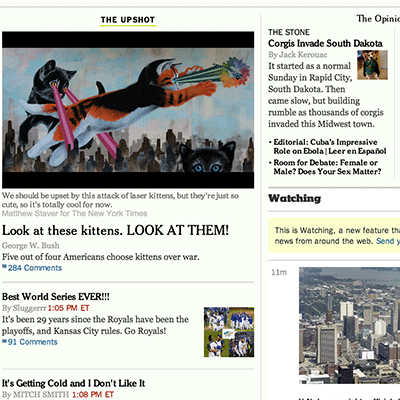 THE UPSHOT
We should be upset by this attack of laser kittens, but they're just so
cute, so it's totally cool for now.
Matthew Staver for The New York Times
Look at these kittens. LOOK AT THEM!
George W. Bush
Five out of four Americans choose kittens over war.
284 Comments
Best World Series EVER!!!
By Sluggerrr 1:05 PM ET
It's been 29 years since the Royals have been the
playoffs, and Kansas City rules. Go Royals!
91 Comments
It's Getting Cold and I Don't Like It
By MITCH SMITH 1:08 PM ET
The Opinio
THE STONE
Corgis Invade South Dakota
By Jack Kerouac
It started as a normal
Sunday in Rapid City,
South Dakota. Then
came slow, but building
rumble as thousands of corgis
invaded this Midwest town.
• Editorial: Cuba's Impressive
Role on Ebola | Leer en Español
• Room for Debate: Female or
Male? Does Your Sex Matter?
Watching
This is Watching, a new feature tha
news from around the web. Send y
11m